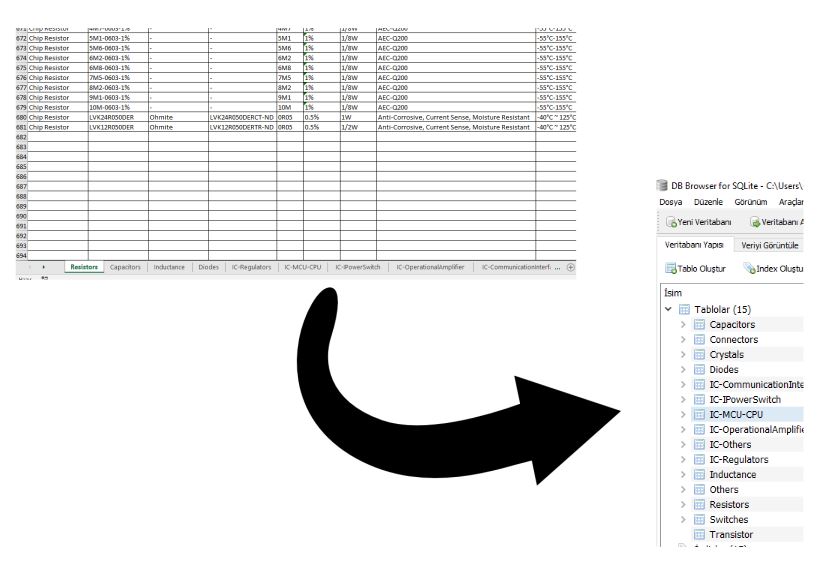 671 Chip Resistor 4M7-0603-1% - - 4M7 1% 1/8W AEC-Q200 -55°C-155°C
672 Chip Resistor 5M1-0603-1% - - 5M1 1% 1/8W AEC-Q200 -55°C-155°C
673 Chip Resistor 5M6-0603-1% - - 5M6 1% 1/8W AEC-Q200 -55°C-155°C
674 Chip Resistor 6M2-0603-1% - - 6M2 1% 1/8W AEC-Q200 -55°C-155°C
675 Chip Resistor 6M8-0603-1% - - 6M8 1% 1/8W AEC-Q200 -55°C-155°C
676 Chip Resistor 7M5-0603-1% - - 7M5 1% 1/8W AEC-Q200 -55°C-155°C
677 Chip Resistor 8M2-0603-1% - - 8M2 1% 1/8W AEC-Q200 -55°C-155°C
678 Chip Resistor 9M1-0603-1% - - 9M1 1% 1/8W AEC-Q200 -55°C-155°C
679 Chip Resistor 10M-0603-1% - - 10M 1% 1/8W AEC-Q200 -55°C-155°C
680 Chip Resistor LVK24R050DER Ohmite LVK24R050DERCT-ND 0R05 0.5% 1W Anti-Corrosive, Current Sense, Moisture Resistant -40°C ~ 125°C
681 Chip Resistor LVK12R050DER Ohmite LVK12R050DERTR-ND 0R05 0.5% 1/2W Anti-Corrosive, Current Sense, Moisture Resistant -40°C ~ 125°C
682
683
684
685
686
687
688
689
690
691
692
693
694
Resistors Capacitors Inductance Diodes IC-Regulators IC-MCU-CPU IC-IPowerSwitch IC-OperationalAmplifier IC-CommunicationInterfa ...
DB Browser for SQLite - C:\Users\
Dosya Düzenle Görünüm Araçlar
Yeni Veritabanı Veritabanı A
Veritabanı Yapısı Veriyi Görüntüle
Tablo Oluştur Index Oluştu
İsim
Tablolar (15)
Capacitors
Connectors
Crystals
Diodes
IC-CommunicationInte
IC-IPowerSwitch
IC-MCU-CPU
IC-OperationalAmplifie
IC-Others
IC-Regulators
Inductance
Others
Resistors
Switches
Transistor